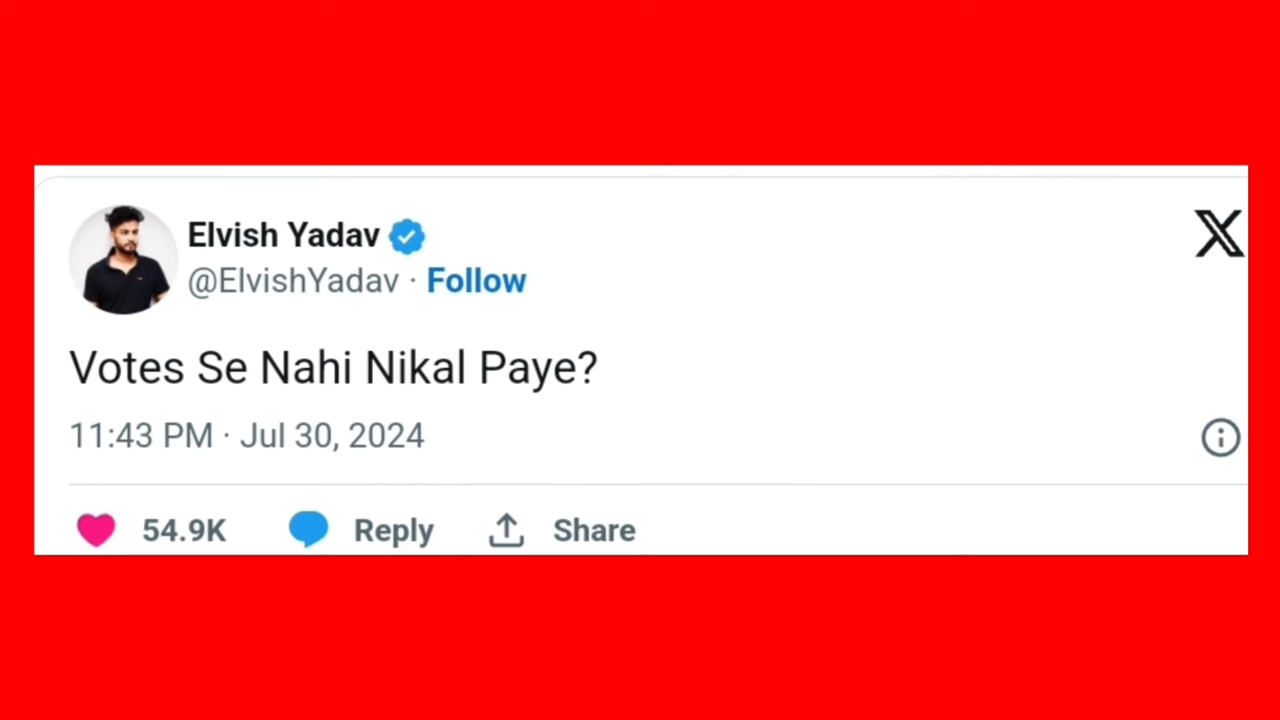 Elvish Yadav
@ElvishYadav · Follow
Votes Se Nahi Nikal Paye?
11:43 PM · Jul 30, 2024
54.9K Reply Share